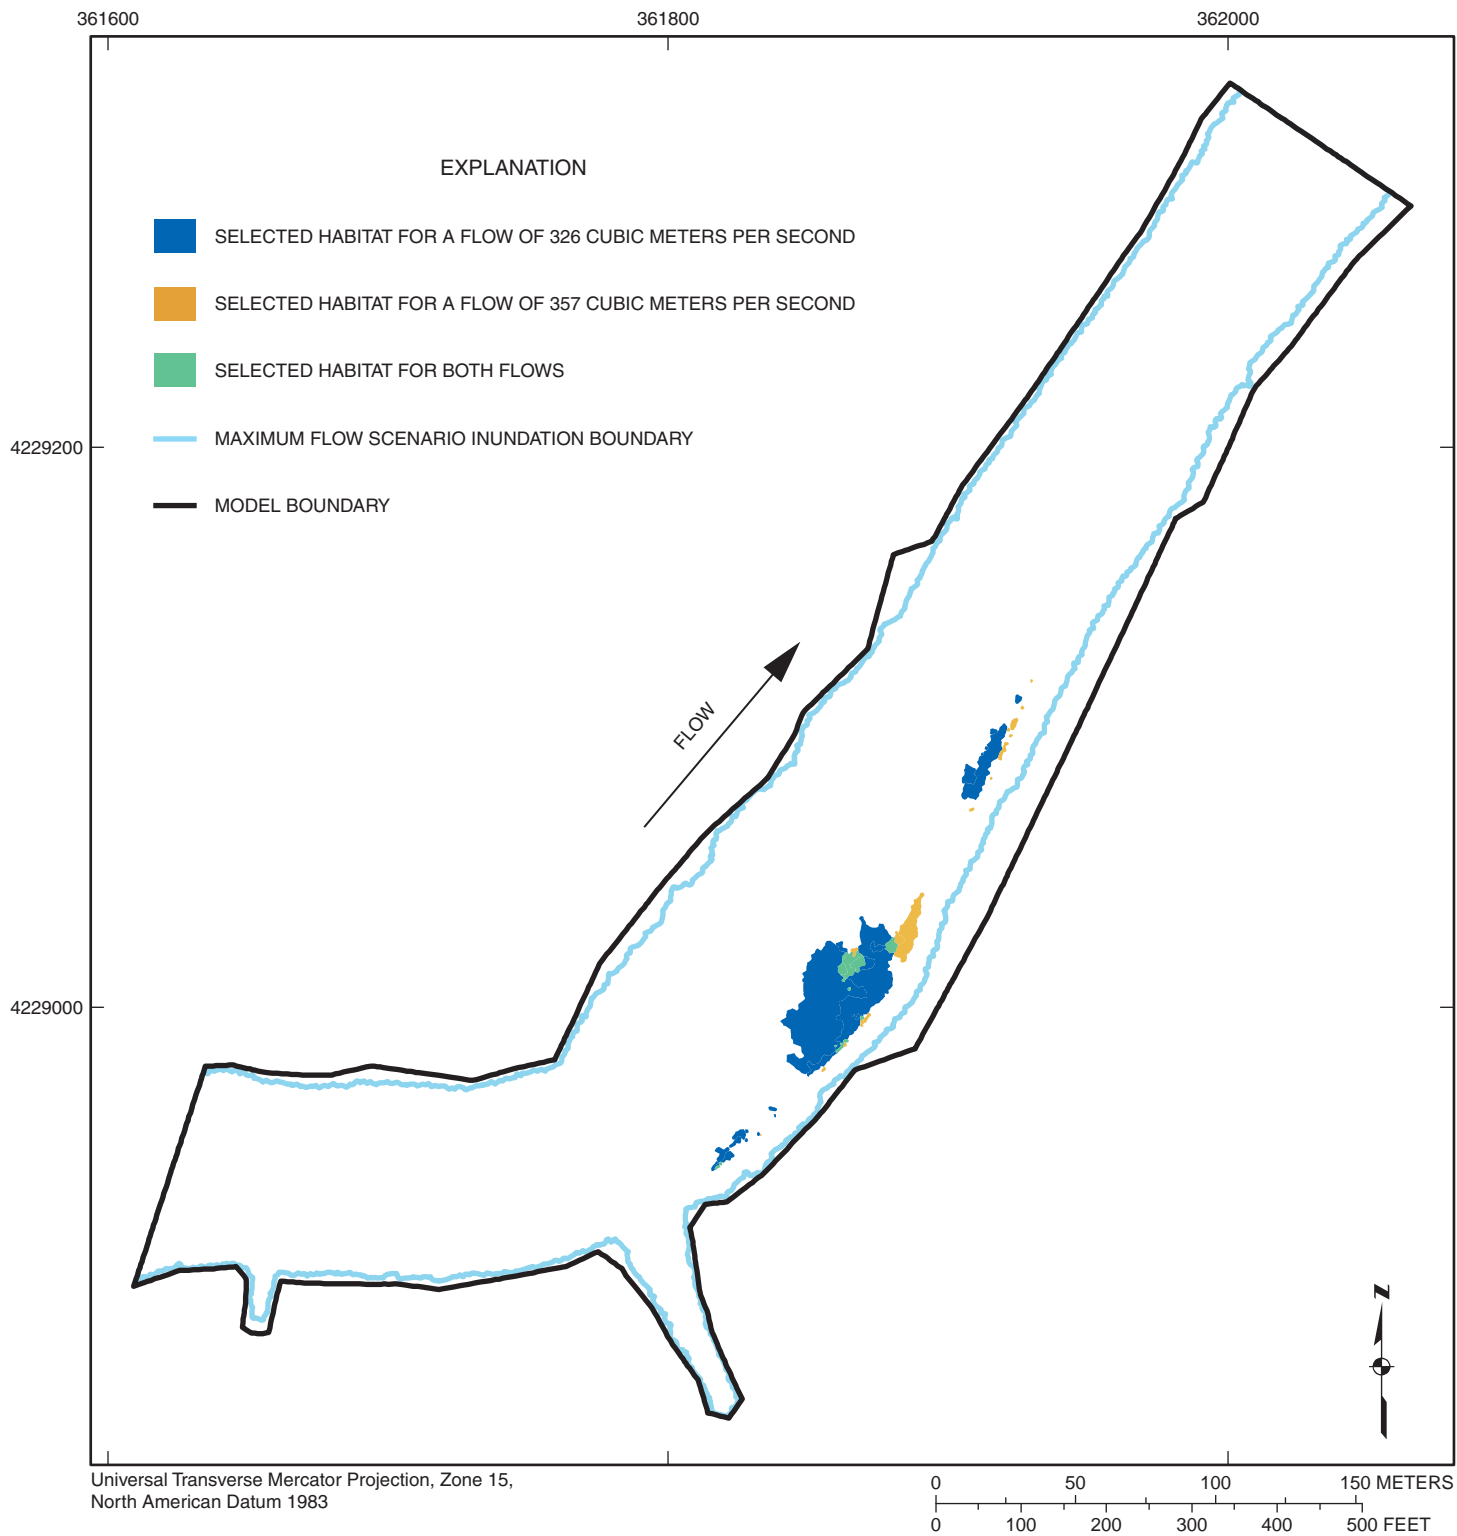 361600 361800 362000
EXPLANATION
SELECTED HABITAT FOR A FLOW OF 326 CUBIC METERS PER SECOND
SELECTED HABITAT FOR A FLOW OF 357 CUBIC METERS PER SECOND
SELECTED HABITAT FOR BOTH FLOWS
MAXIMUM FLOW SCENARIO INUNDATION BOUNDARY
MODEL BOUNDARY
4229200
FLOW
4229000
N
Universal Transverse Mercator Projection, Zone 15,
North American Datum 1983
0 50 100 150 METERS
0 100 200 300 400 500 FEET